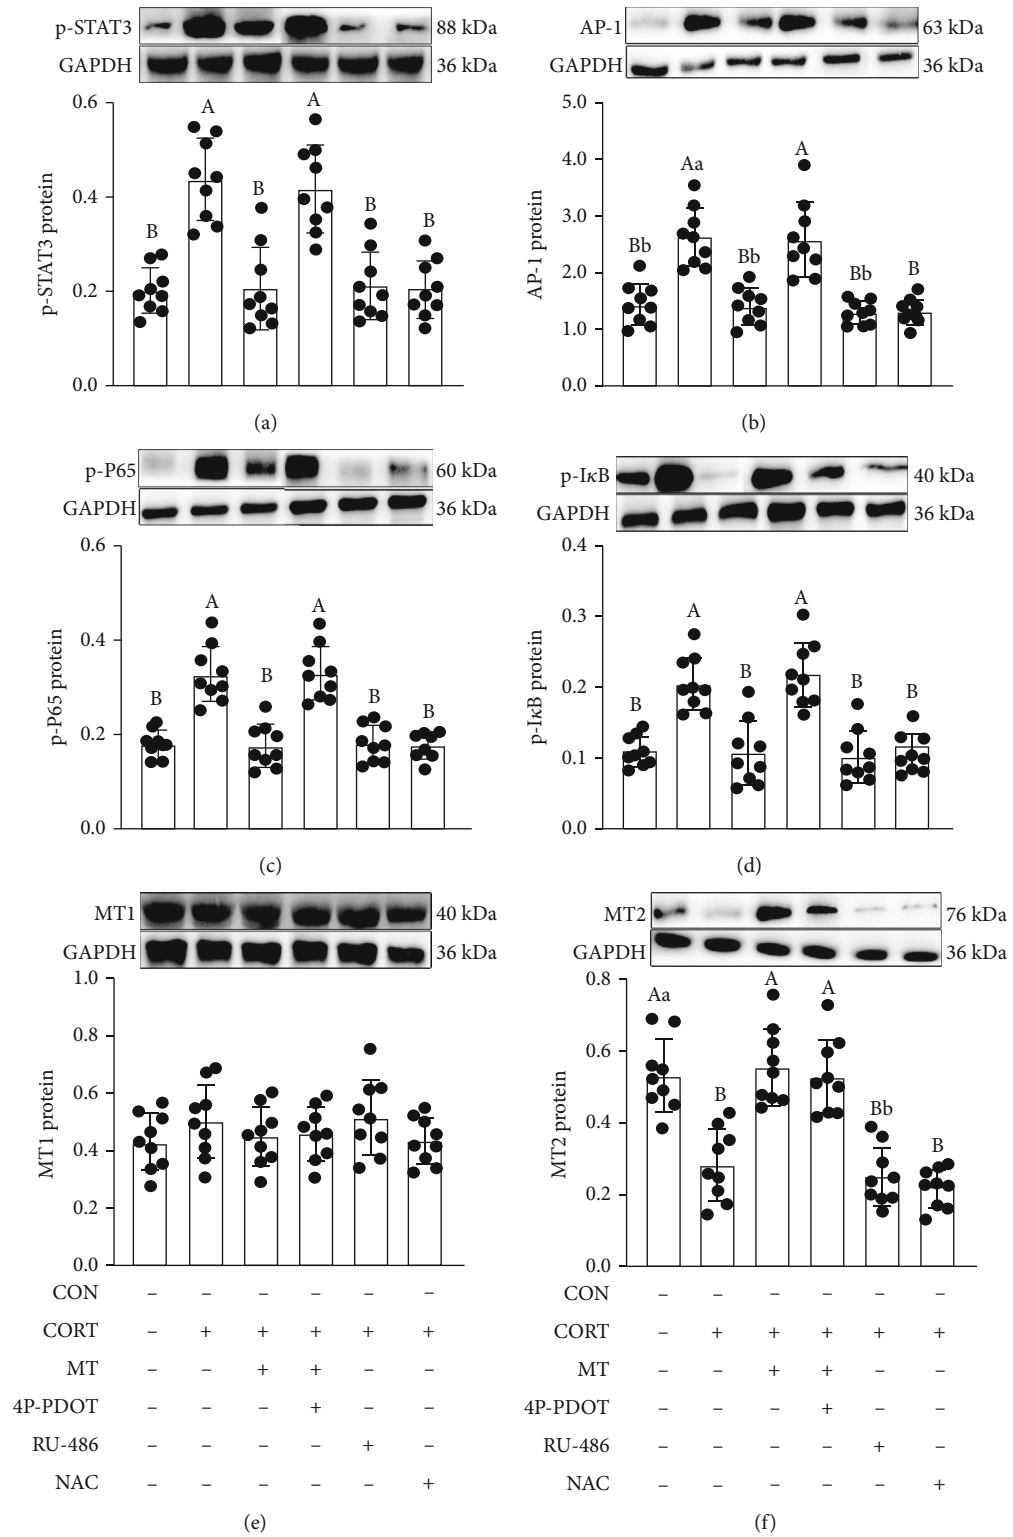 p-STAT3 88 kDa
GAPDH 36 kDa
0.6
0.4
0.2
0.0
p-STAT3 protein
B A B A B B
(a)
AP-1 63 kDa
GAPDH 36 kDa
5.0
4.0
3.0
2.0
1.0
0.0
AP-1 protein
Bb Aa Bb A Bb B
(b)
p-P65 60 kDa
GAPDH 36 kDa
0.6
0.4
0.2
0.0
p-P65 protein
B A B A B B
(c)
p-IκB 40 kDa
GAPDH 36 kDa
0.4
0.3
0.2
0.1
0.0
p-IκB protein
B A B A B B
(d)
MT1 40 kDa
GAPDH 36 kDa
1.0
0.8
0.6
0.4
0.2
0.0
MT1 protein
CON – – – – – –
CORT – + + + + +
MT – – + + – –
4P-PDOT – – – + – –
RU-486 – – – – + –
NAC – – – – – +
(e)
MT2 76 kDa
GAPDH 36 kDa
0.8
0.6
0.4
0.2
0.0
MT2 protein
Aa B A A Bb B
CON – – – – – –
CORT – + + + + +
MT – – + + – –
4P-PDOT – – – + – –
RU-486 – – – – + –
NAC – – – – – +
(f)